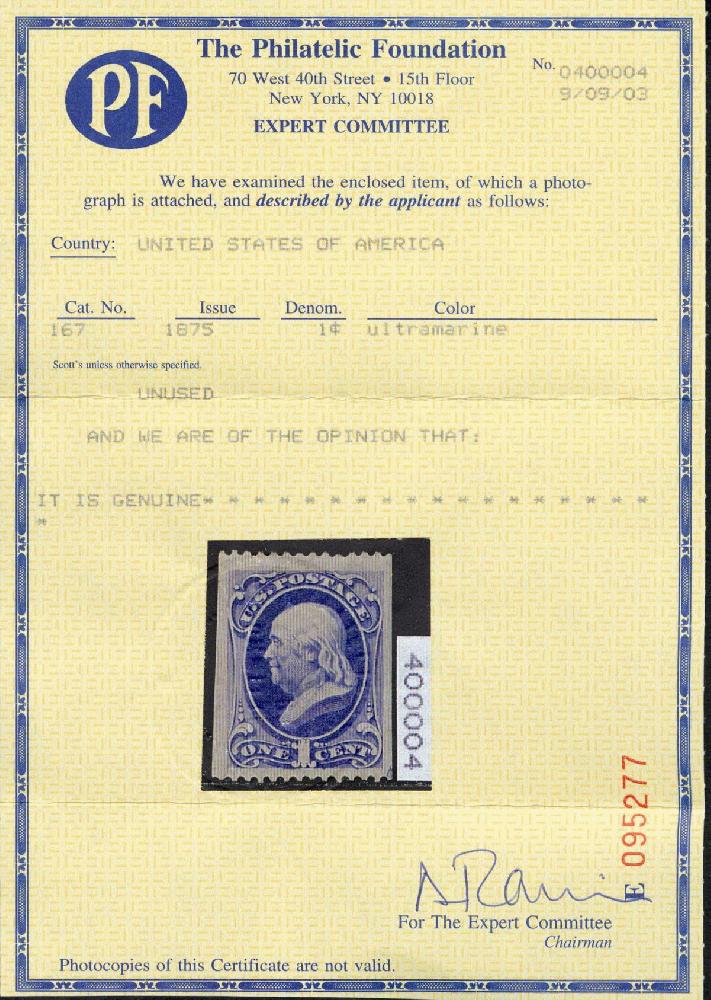 The Philatelic Foundation
PF
70 West 40th Street • 15th Floor
New York, NY 10018
EXPERT COMMITTEE
No. 0400004
9/09/03
We have examined the enclosed item, of which a photo-
graph is attached, and described by the applicant as follows:
Country: UNITED STATES OF AMERICA
Cat. No. Issue Denom. Color
167 1875 1¢ ultramarine
Scott's unless otherwise specified.
UNUSED
AND WE ARE OF THE OPINION THAT:
IT IS GENUINE* * * * * * * * * * * * * * * * * *
*
U.S. POSTAGE
ONE 1 CENT
400004
E 095277
For The Expert Committee
Chairman
Photocopies of this Certificate are not valid.